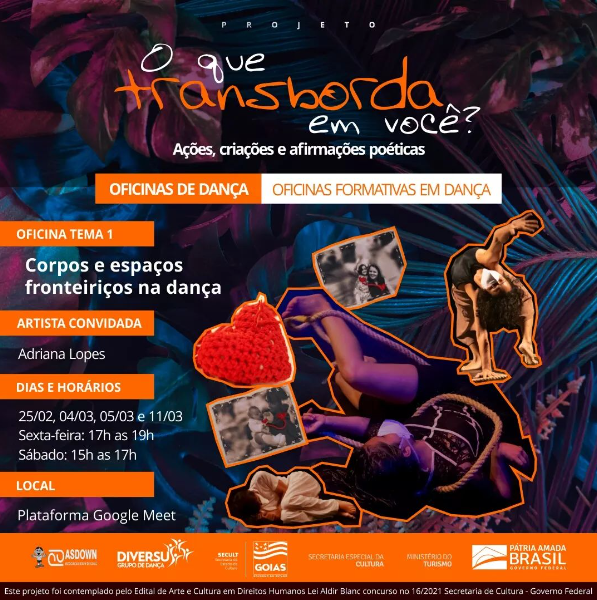 PROJETO
O que
transborda
em você?
Ações, criações e afirmações poéticas
OFICINAS DE DANÇA OFICINAS FORMATIVAS EM DANÇA
OFICINA TEMA 1
Corpos e espaços
fronteiriços na dança
ARTISTA CONVIDADA
Adriana Lopes
DIAS E HORÁRIOS
25/02, 04/03, 05/03 e 11/03
Sexta-feira: 17h as 19h
Sábado: 15h as 17h
LOCAL
Plataforma Google Meet
ASDOWN
DIVERSU
GRUPO DE DANÇA
SECULT
GOIÁS
SECRETARIA ESPECIAL DA
CULTURA
MINISTÉRIO DO
TURISMO
PÁTRIA AMADA
BRASIL
GOVERNO FEDERAL
Este projeto foi contemplado pelo Edital de Arte e Cultura em Direitos Humanos Lei Aldir Blanc concurso no 16/2021 Secretaria de Cultura - Governo Federal